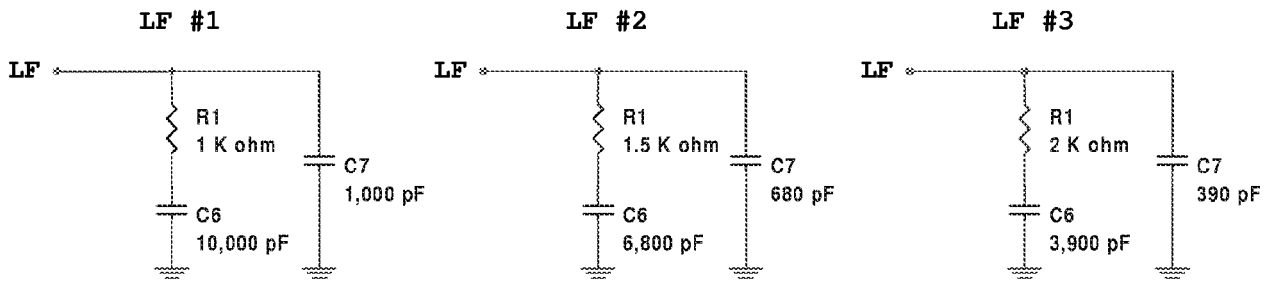 LF #1
LF
R1
1 K ohm
C7
1,000 pF
C6
10,000 pF
LF #2
LF
R1
1.5 K ohm
C7
680 pF
C6
6,800 pF
LF #3
LF
R1
2 K ohm
C7
390 pF
C6
3,900 pF